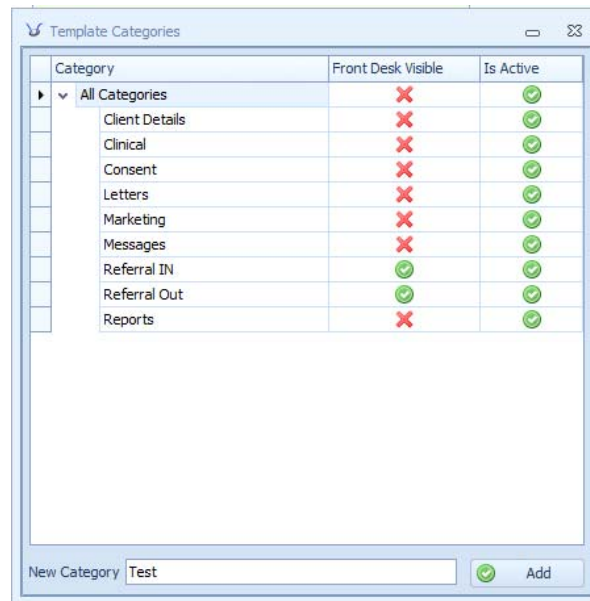 Template Categories
Category Front Desk Visible Is Active
All Categories
Client Details
Clinical
Consent
Letters
Marketing
Messages
Referral IN
Referral Out
Reports
New Category Test Add